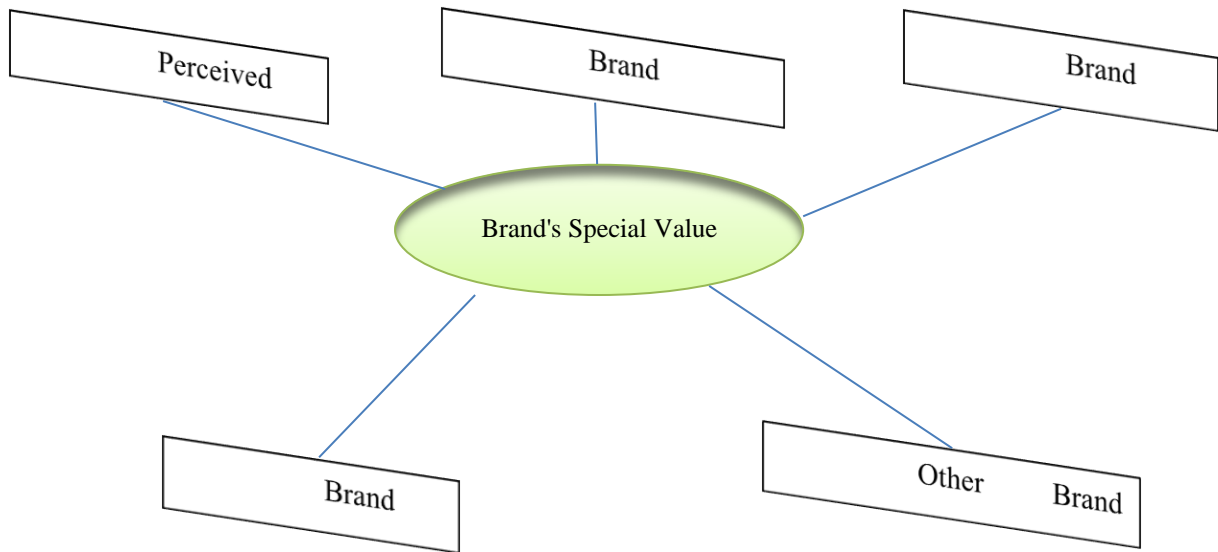 Perceived
Brand
Brand
Brand's Special Value
Brand
Other Brand